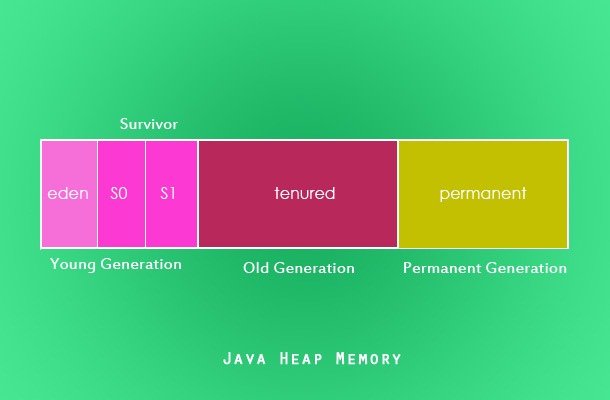 Survivor
eden S0 S1 tenured permanent
Young Generation Old Generation Permanent Generation
Java Heap Memory